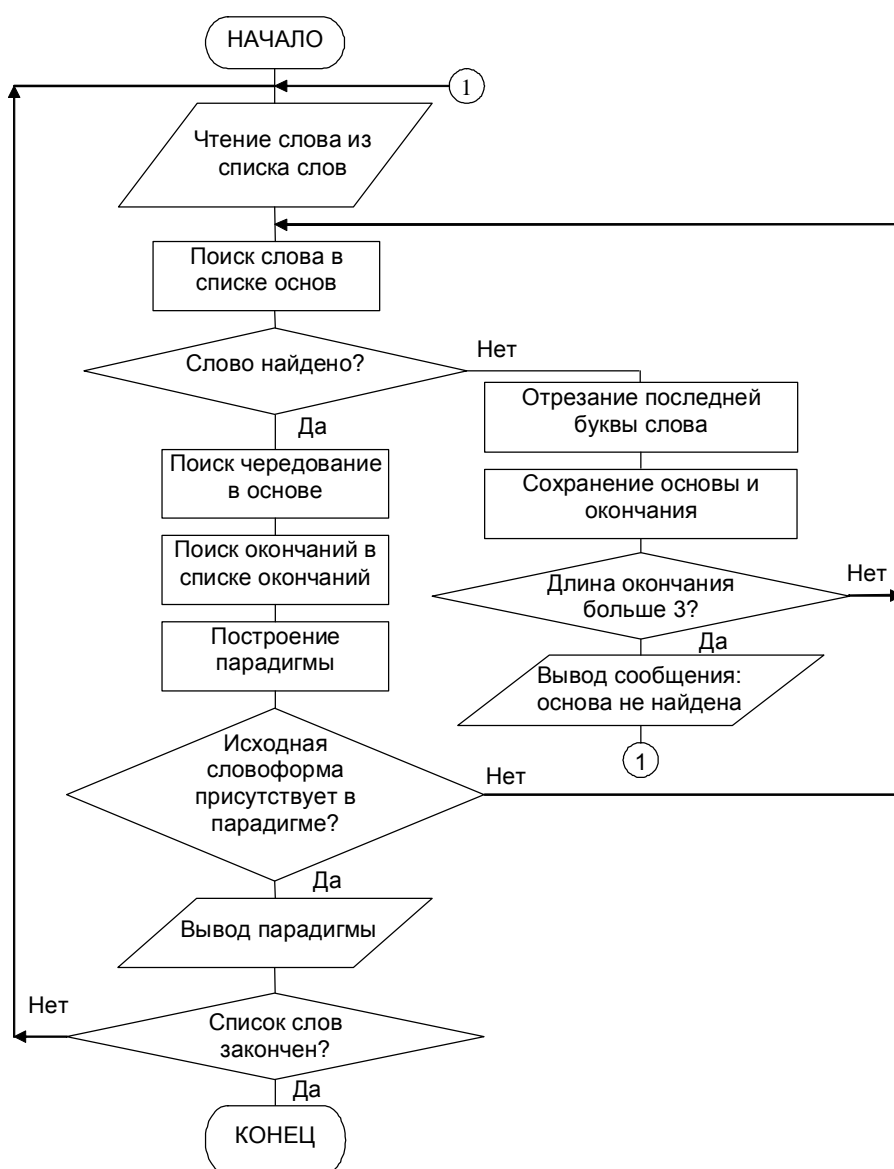 НАЧАЛО
1
Чтение слова из
списка слов
Поиск слова в
списке основ
Слово найдено?
Нет
Да
Отрезание последней
буквы слова
Поиск чередование
в основе
Сохранение основы и
окончания
Поиск окончаний в
списке окончаний
Длина окончания
больше 3?
Нет
Да
Построение
парадигмы
Вывод сообщения:
основа не найдена
1
Исходная
словоформа
присутствует в
парадигме?
Нет
Да
Вывод парадигмы
Нет
Список слов
закончен?
Да
КОНЕЦ